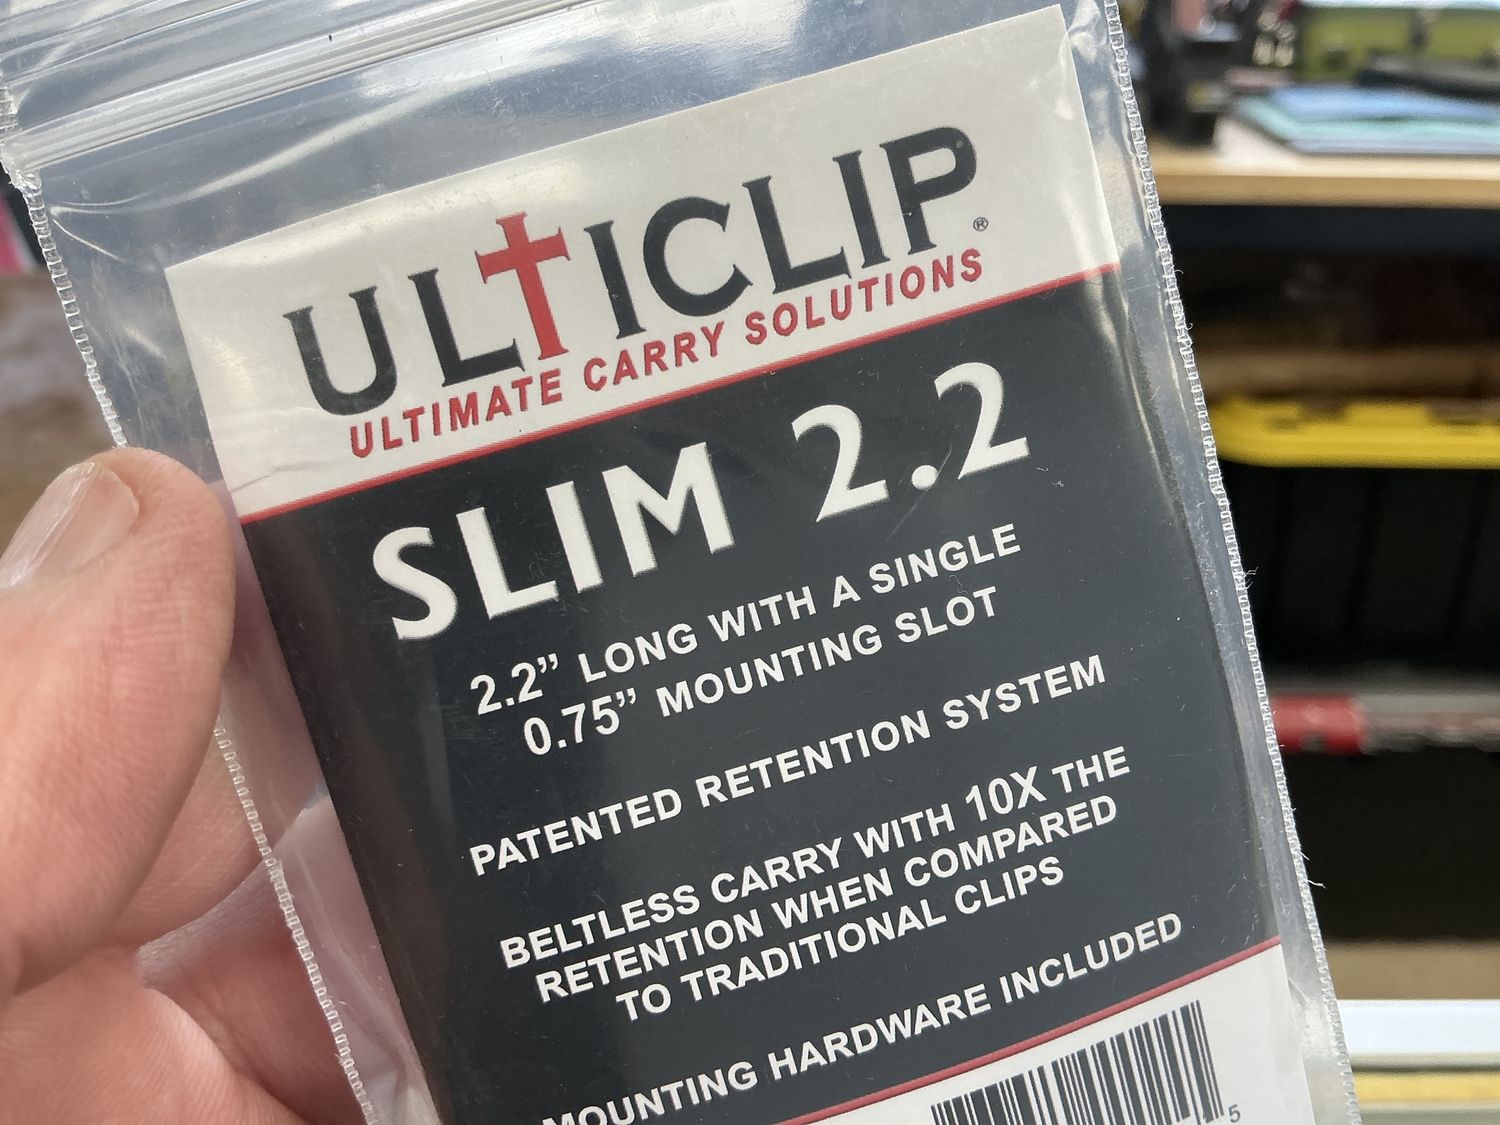 ULTICLIP®
ULTIMATE CARRY SOLUTIONS
SLIM 2.2
2.2” LONG WITH A SINGLE
0.75” MOUNTING SLOT
PATENTED RETENTION SYSTEM
BELTLESS CARRY WITH 10X THE
RETENTION WHEN COMPARED
TO TRADITIONAL CLIPS
MOUNTING HARDWARE INCLUDED
5